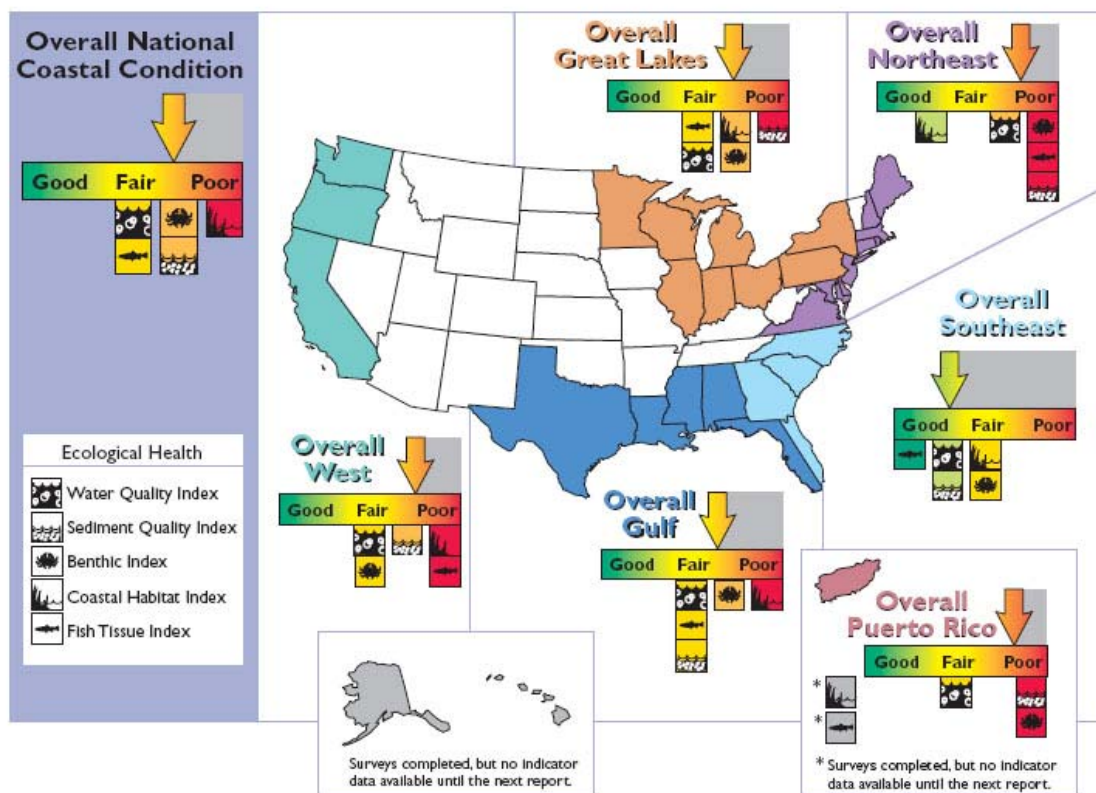 Overall National
Coastal Condition
Good Fair Poor
Ecological Health
Water Quality Index
Sediment Quality Index
Benthic Index
Coastal Habitat Index
Fish Tissue Index
Overall
Great Lakes
Good Fair Poor
Overall
Northeast
Good Fair Poor
Overall
Southeast
Good Fair Poor
Overall
West
Good Fair Poor
Overall
Gulf
Good Fair Poor
Overall
Puerto Rico
Good Fair Poor
*
*
* Surveys completed, but no indicator
data available until the next report.
Surveys completed, but no indicator
data available until the next report.